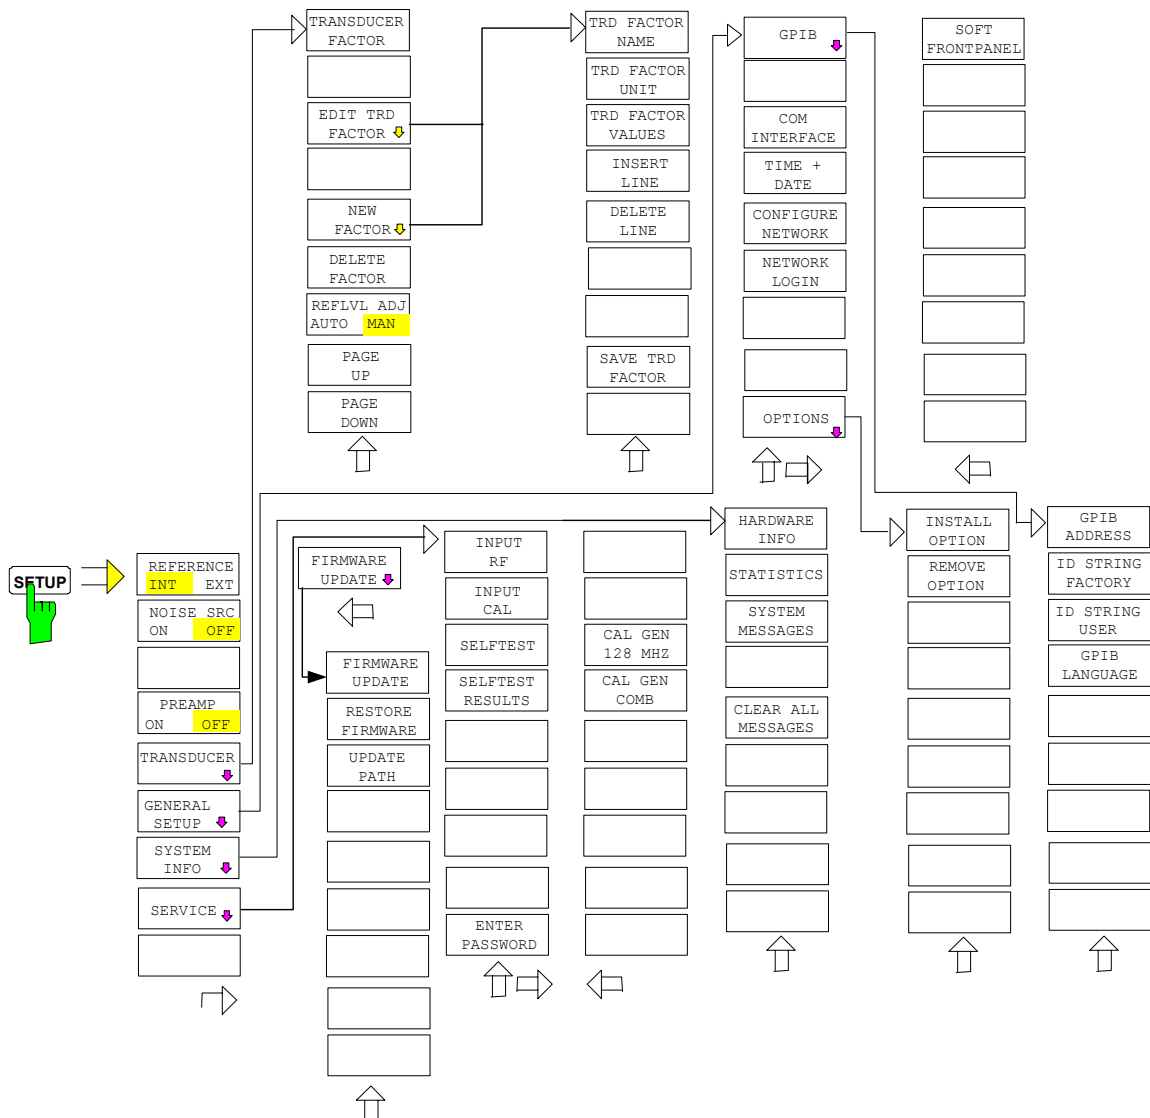 SETUP
REFERENCE
INT EXT
NOISE SRC
ON OFF
PREAMP
ON OFF
TRANSDUCER
GENERAL
SETUP
SYSTEM
INFO
SERVICE
TRANSDUCER
FACTOR
EDIT TRD
FACTOR
NEW
FACTOR
DELETE
FACTOR
REFLVL ADJ
AUTO MAN
PAGE
UP
PAGE
DOWN
TRD FACTOR
NAME
TRD FACTOR
UNIT
TRD FACTOR
VALUES
INSERT
LINE
DELETE
LINE
SAVE TRD
FACTOR
GPIB
COM
INTERFACE
TIME +
DATE
CONFIGURE
NETWORK
NETWORK
LOGIN
OPTIONS
SOFT
FRONTPANEL
FIRMWARE
UPDATE
FIRMWARE
UPDATE
RESTORE
FIRMWARE
UPDATE
PATH
INPUT
RF
INPUT
CAL
SELFTEST
SELFTEST
RESULTS
ENTER
PASSWORD
CAL GEN
128 MHZ
CAL GEN
COMB
HARDWARE
INFO
STATISTICS
SYSTEM
MESSAGES
CLEAR ALL
MESSAGES
INSTALL
OPTION
REMOVE
OPTION
GPIB
ADDRESS
ID STRING
FACTORY
ID STRING
USER
GPIB
LANGUAGE